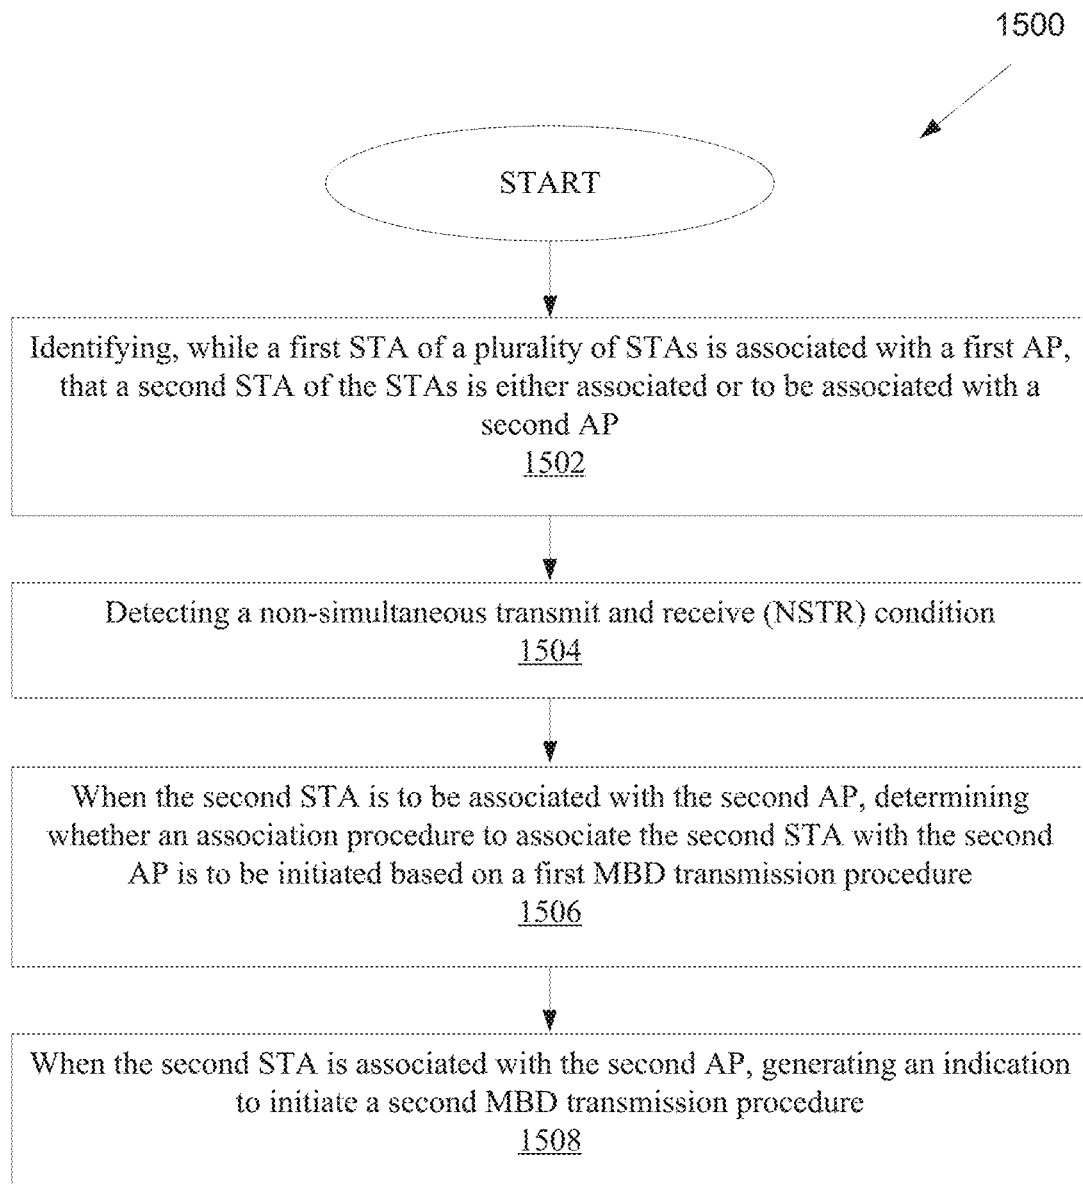 1500
START
Identifying, while a first STA of a plurality of STAs is associated with a first AP,
that a second STA of the STAs is either associated or to be associated with a
second AP
1502
Detecting a non-simultaneous transmit and receive (NSTR) condition
1504
When the second STA is to be associated with the second AP, determining
whether an association procedure to associate the second STA with the second
AP is to be initiated based on a first MBD transmission procedure
1506
When the second STA is associated with the second AP, generating an indication
to initiate a second MBD transmission procedure
1508